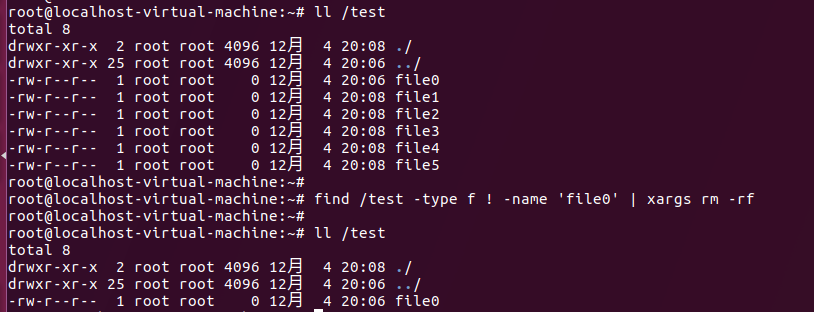 root@localhost-virtual-machine:~# ll /test
total 8
drwxr-xr-x  2 root root 4096 12月  4 20:08 ./
drwxr-xr-x 25 root root 4096 12月  4 20:06 ../
-rw-r--r--  1 root root    0 12月  4 20:06 file0
-rw-r--r--  1 root root    0 12月  4 20:08 file1
-rw-r--r--  1 root root    0 12月  4 20:08 file2
-rw-r--r--  1 root root    0 12月  4 20:08 file3
-rw-r--r--  1 root root    0 12月  4 20:08 file4
-rw-r--r--  1 root root    0 12月  4 20:08 file5
root@localhost-virtual-machine:~#
root@localhost-virtual-machine:~# find /test -type f ! -name 'file0' | xargs rm -rf
root@localhost-virtual-machine:~#
root@localhost-virtual-machine:~# ll /test
total 8
drwxr-xr-x  2 root root 4096 12月  4 20:08 ./
drwxr-xr-x 25 root root 4096 12月  4 20:06 ../
-rw-r--r--  1 root root    0 12月  4 20:06 file0